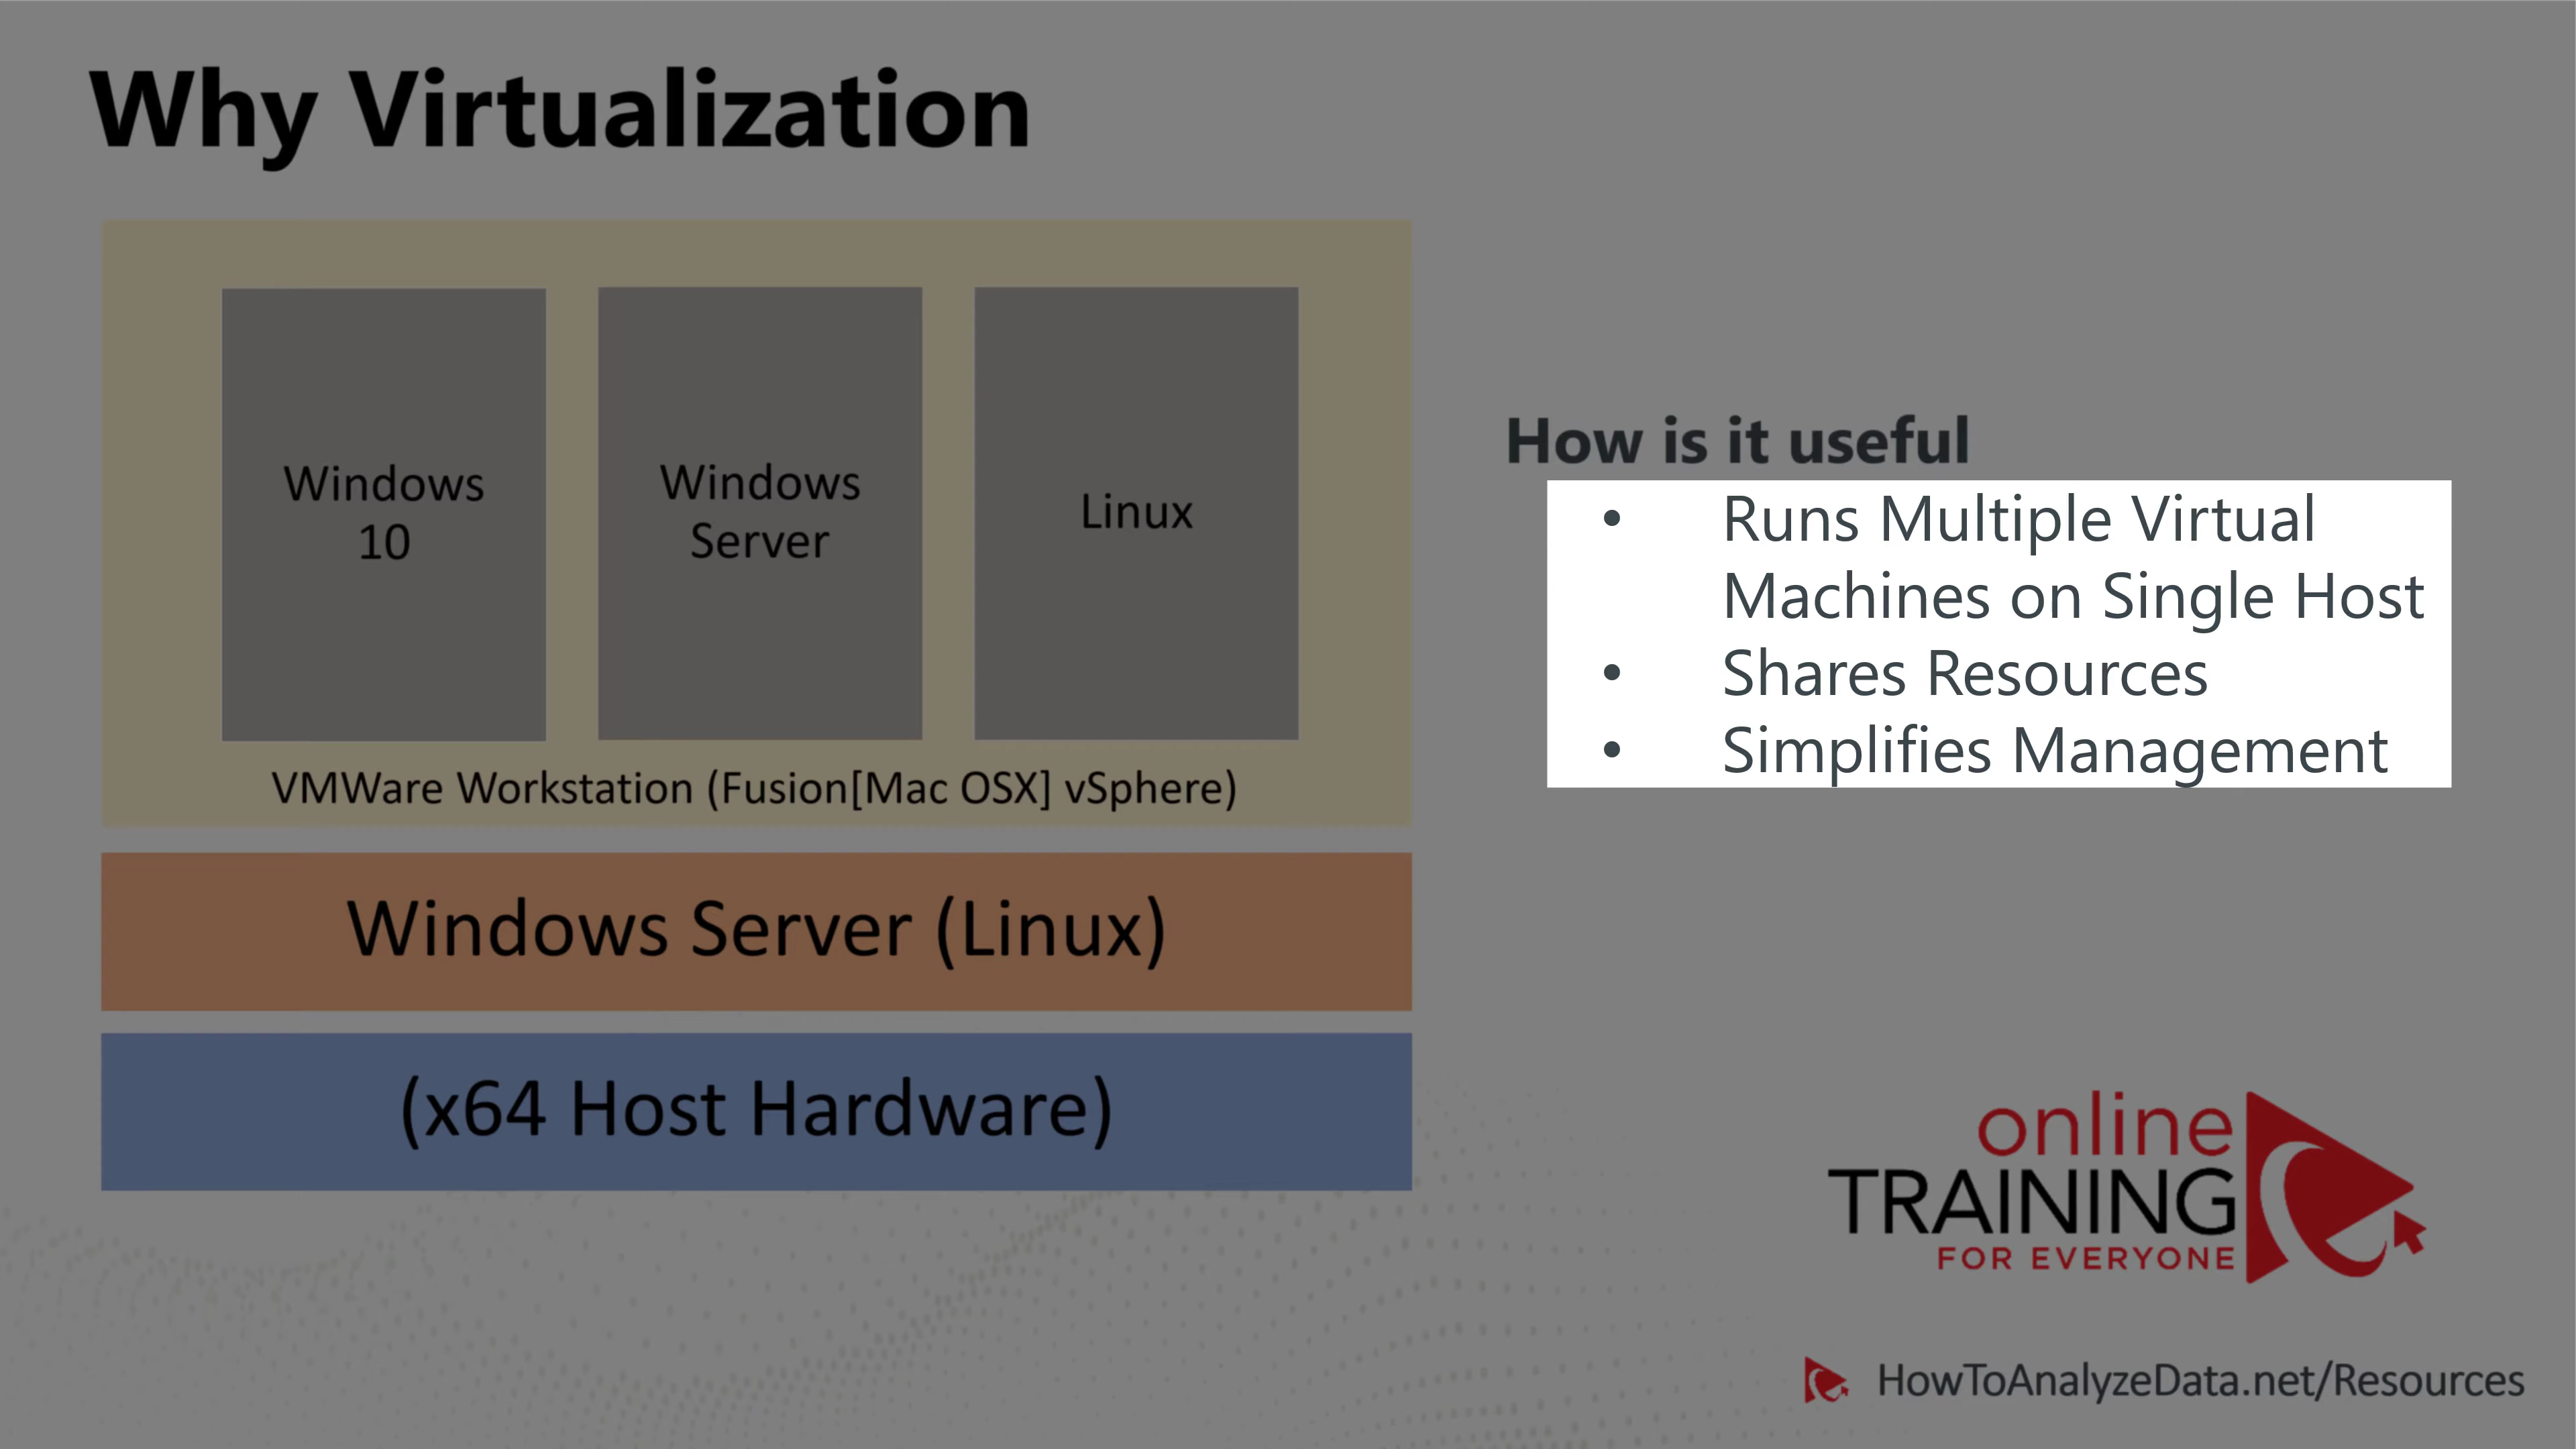 Why Virtualization
Windows
10
Windows
Server
Linux
VMWare Workstation (Fusion[Mac OSX] vSphere)
Windows Server (Linux)
(x64 Host Hardware)
How is it useful
• Runs Multiple Virtual
Machines on Single Host
• Shares Resources
• Simplifies Management
online
TRAINING
FOR EVERYONE
HowToAnalyzeData.net/Resources